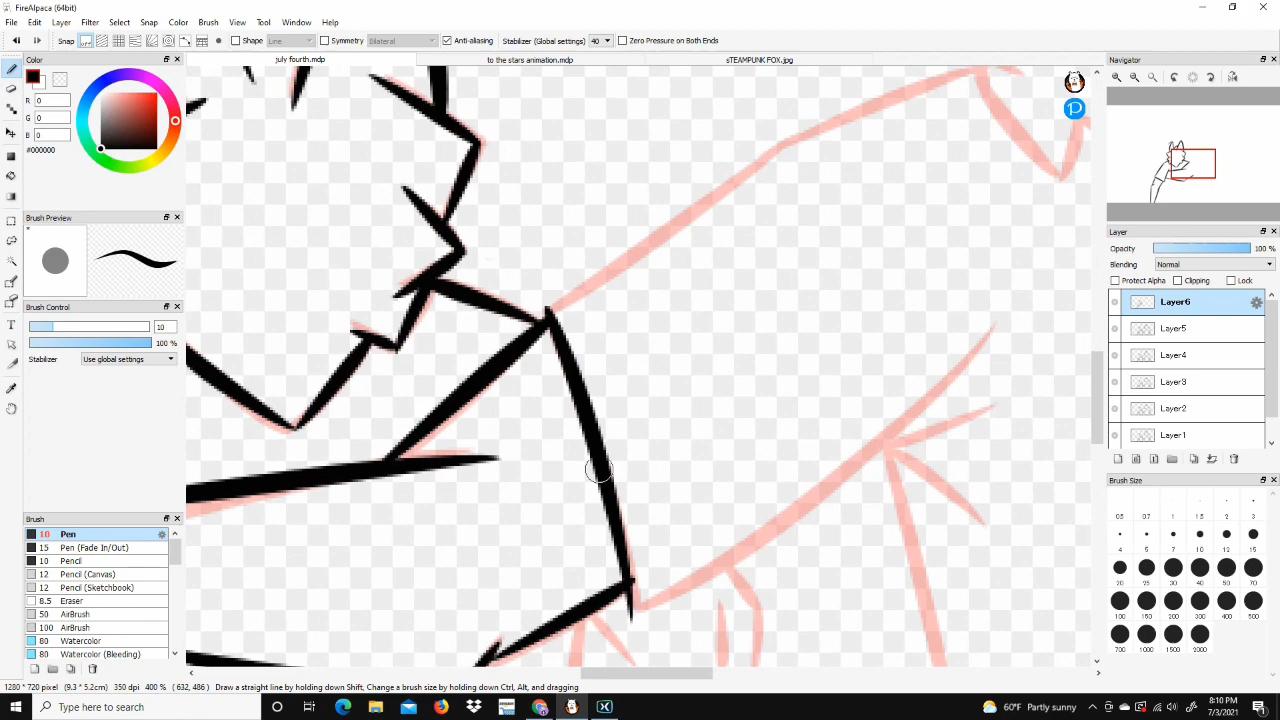 FireAlpaca (64bit)
File Edit Layer Filter Select Snap Color Brush View Tool Window Help
Snap Shape Line Symmetry Bilateral Anti-aliasing Stabilizer (Global settings) 40 Zero Pressure on Both Ends
Color
july fourth.mdp to the stars animation.mdp sTEAMPUNK FOX.jpg
Navigator
R 0
G 0
B 0
#000000
Brush Preview
Layer
Opacity 100 %
Blending Normal
Protect Alpha Clipping Lock
Layer6
Layer5
Layer4
Layer3
Layer2
Layer1
Brush Control
10
100 %
Stabilizer Use global settings
Brush Size
0.5 0.7 1 1.5 2 3
4 5 7 10 12 15
20 25 30 40 50 70
100 150 200 300 400 500
700 1000 1500 2000
Brush
10 Pen
15 Pen (Fade In/Out)
10 Pencil
12 Pencil (Canvas)
12 Pencil (Sketchbook)
8.5 Eraser
50 AirBrush
100 AirBrush
80 Watercolor
80 Watercolor (Bleeding)
1280 * 720 pixel (9.3 * 5.2cm) 350 dpi 400 % ( 632, 486 ) Draw a straight line by holding down Shift, Change a brush size by holding down Ctrl, Alt, and dragging
Type here to search
60°F Partly sunny
8:10 PM
7/3/2021